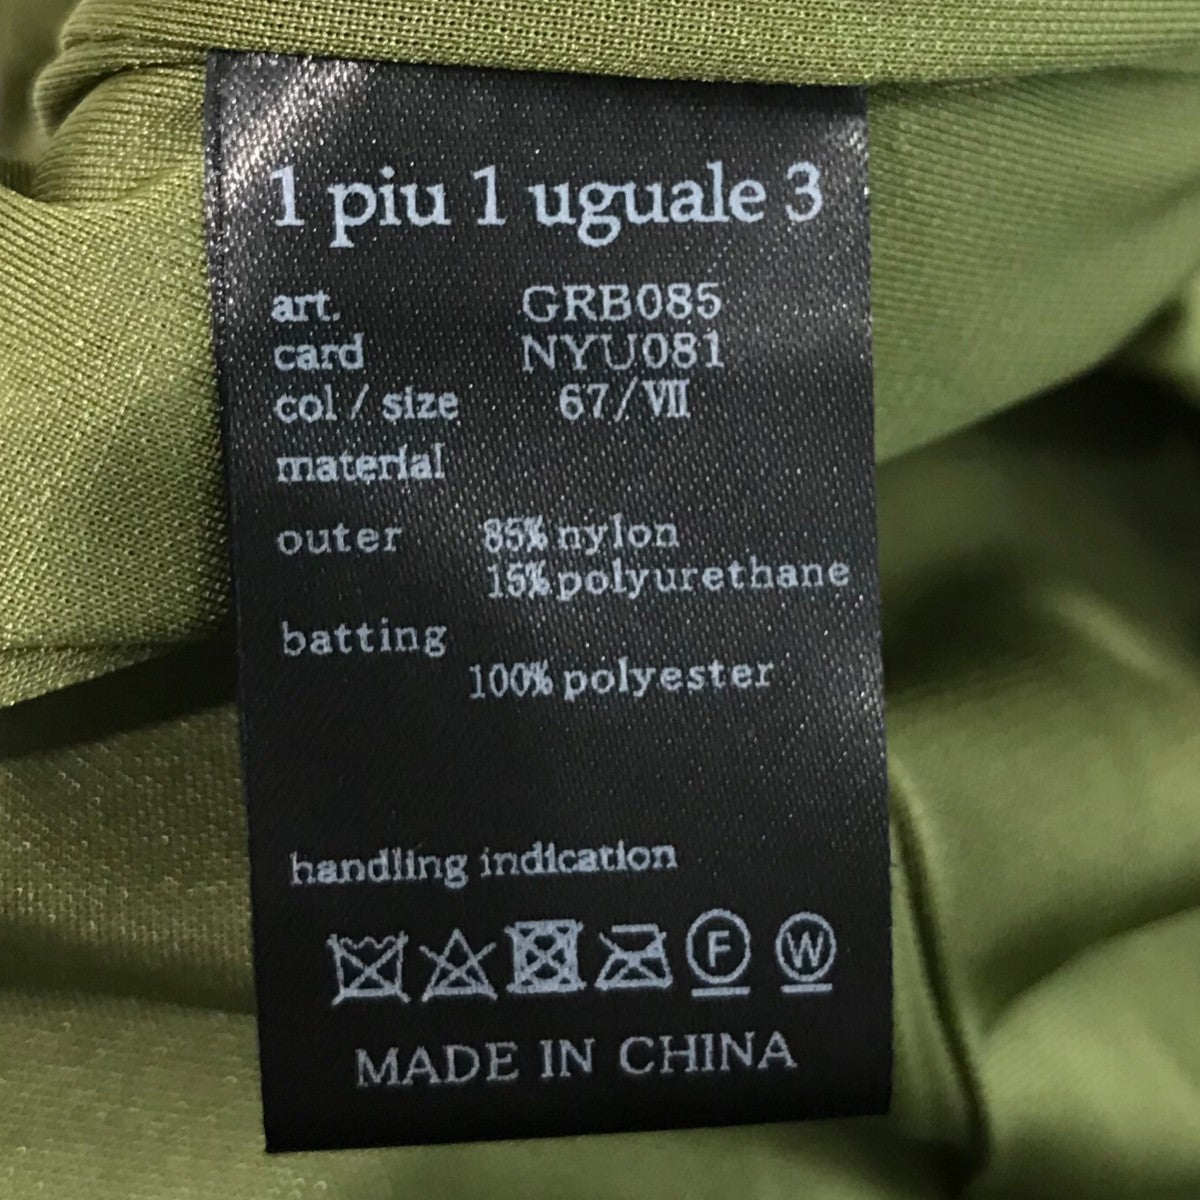 1 piu 1 uguale 3
art. GRB085
card NYU081
col / size 67/Ⅶ
material
outer 85% nylon
15% polyurethane
batting
100% polyester
handling indication
F W
MADE IN CHINA